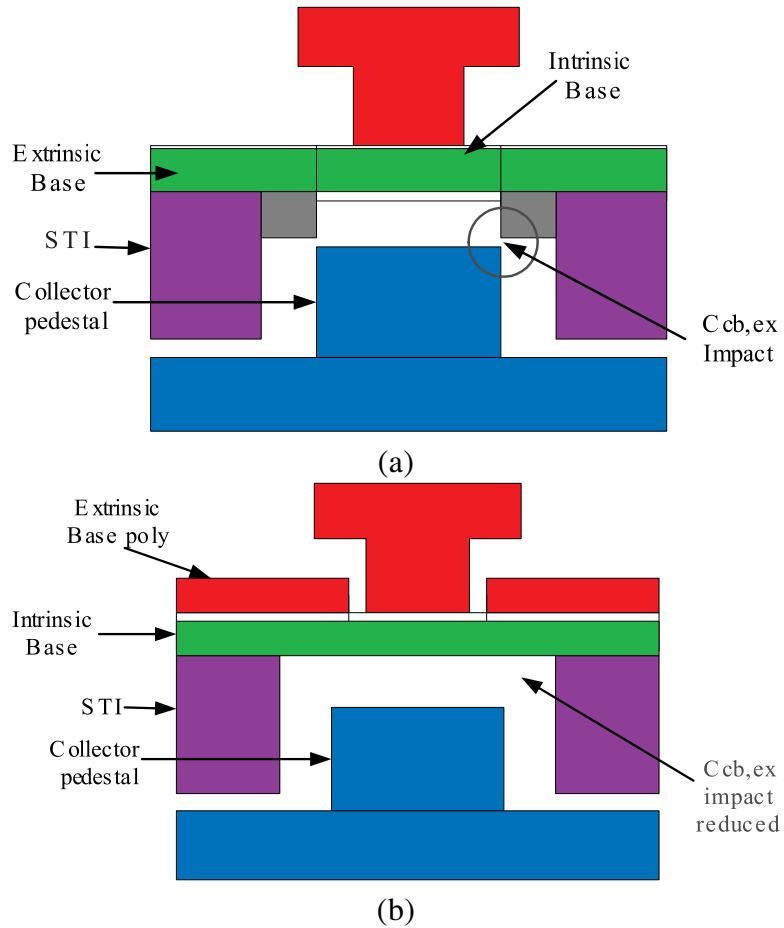 Intrinsic
Base
Extrinsic
Base
STI
Collector
pedestal
Ccb,ex
Impact
(a)
Extrinsic
Base poly
Intrinsic
Base
STI
Collector
pedestal
Ccb,ex
impact
reduced
(b)